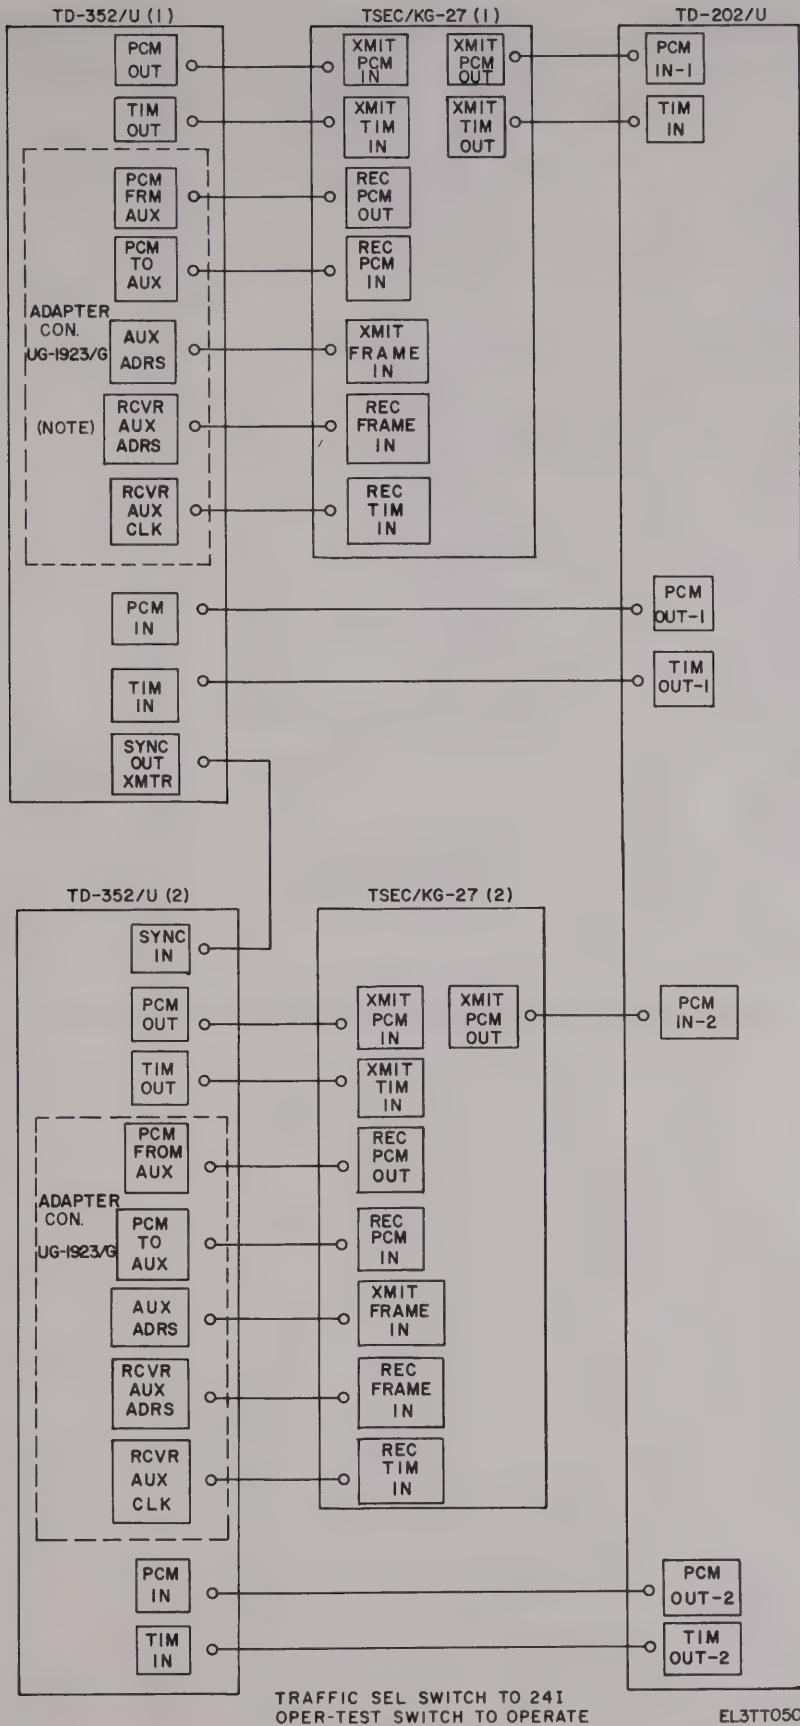 TD-352/U (1)
TSEC/KG-27 (1)
TD-202/U
PCM
OUT
XMIT
PCM
IN
XMIT
PCM
OUT
PCM
IN-1
TIM
OUT
XMIT
TIM
IN
XMIT
TIM
OUT
TIM
IN
PCM
FRM
AUX
REC
PCM
OUT
PCM
TO
AUX
REC
PCM
IN
ADAPTER
CON.
UG-1923/G
AUX
ADRS
XMIT
FRAME
IN
(NOTE)
RCVR
AUX
ADRS
REC
FRAME
IN
RCVR
AUX
CLK
REC
TIM
IN
PCM
IN
PCM
OUT-1
TIM
IN
TIM
OUT-1
SYNC
OUT
XMTR
TD-352/U (2)
TSEC/KG-27 (2)
SYNC
IN
PCM
OUT
XMIT
PCM
IN
XMIT
PCM
OUT
PCM
IN-2
TIM
OUT
XMIT
TIM
IN
PCM
FROM
AUX
REC
PCM
OUT
ADAPTER
CON.
UG-1923/G
PCM
TO
AUX
REC
PCM
IN
AUX
ADRS
XMIT
FRAME
IN
RCVR
AUX
ADRS
REC
FRAME
IN
RCVR
AUX
CLK
REC
TIM
IN
PCM
IN
PCM
OUT-2
TIM
IN
TIM
OUT-2
TRAFFIC SEL SWITCH TO 24I
OPER-TEST SWITCH TO OPERATE